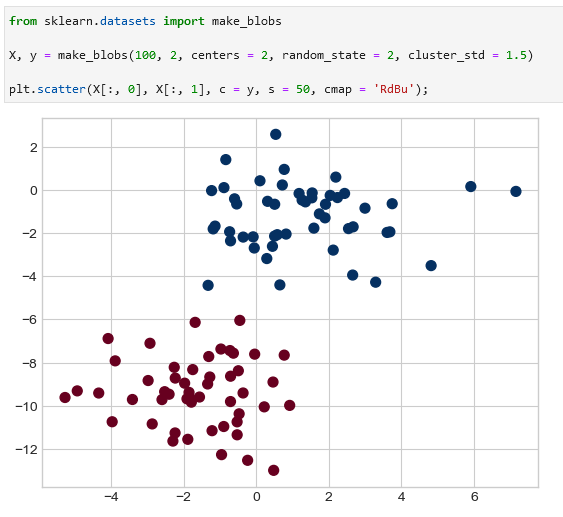 from sklearn.datasets import make_blobs
X, y = make_blobs(100, 2, centers = 2, random_state = 2, cluster_std = 1.5)
plt.scatter(X[:, 0], X[:, 1], c = y, s = 50, cmap = 'RdBu');
2
0
−2
−4
−6
−8
−10
−12
−4 −2 0 2 4 6